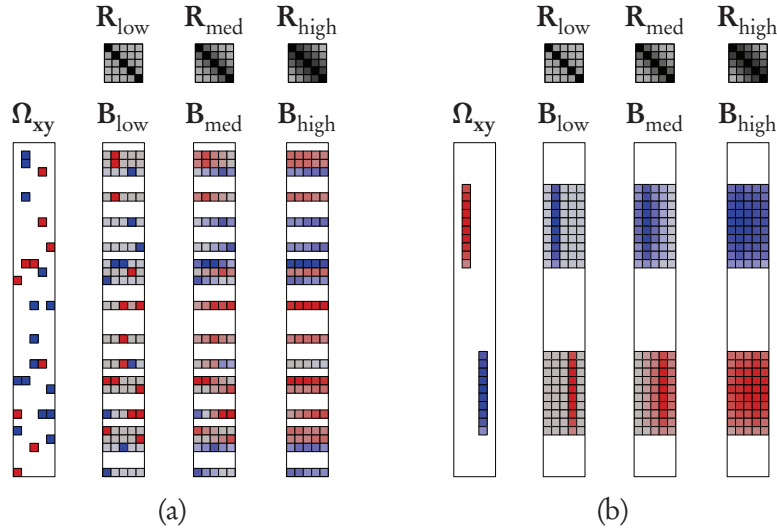 R_low R_med R_high R_low R_med R_high
Ω_xy B_low B_med B_high Ω_xy B_low B_med B_high
(a) (b)